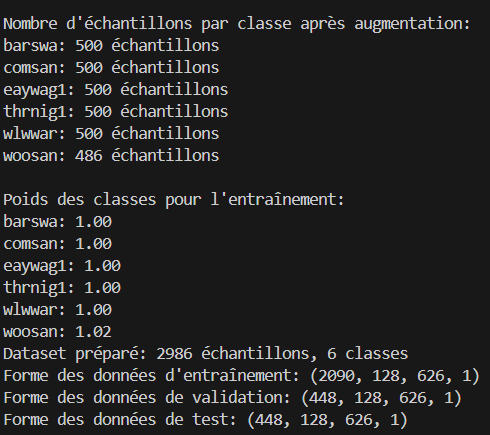 Nombre d'échantillons par classe après augmentation:
barswa: 500 échantillons
comsan: 500 échantillons
eaywag1: 500 échantillons
thrnig1: 500 échantillons
wlwwar: 500 échantillons
woosan: 486 échantillons
Poids des classes pour l'entraînement:
barswa: 1.00
comsan: 1.00
eaywag1: 1.00
thrnig1: 1.00
wlwwar: 1.00
woosan: 1.02
Dataset préparé: 2986 échantillons, 6 classes
Forme des données d'entraînement: (2090, 128, 626, 1)
Forme des données de validation: (448, 128, 626, 1)
Forme des données de test: (448, 128, 626, 1)